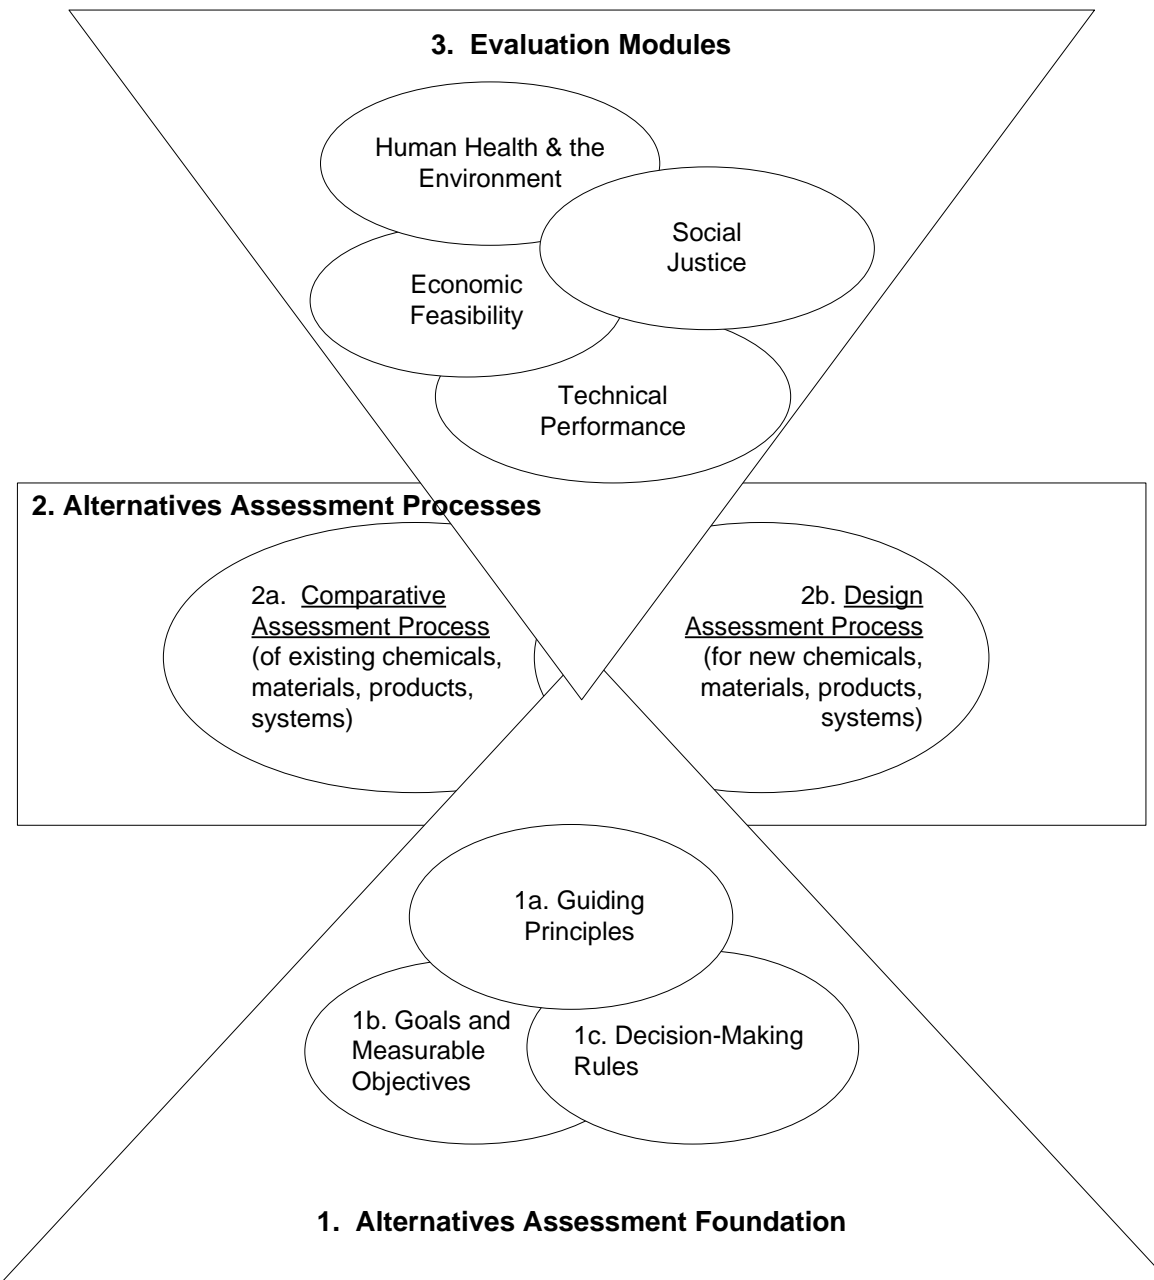 3. Evaluation Modules
Human Health & the
Environment
Social
Justice
Economic
Feasibility
Technical
Performance
2. Alternatives Assessment Processes
2a. Comparative
Assessment Process
(of existing chemicals,
materials, products,
systems)
2b. Design
Assessment Process
(for new chemicals,
materials, products,
systems)
1a. Guiding
Principles
1b. Goals and
Measurable
Objectives
1c. Decision-Making
Rules
1. Alternatives Assessment Foundation